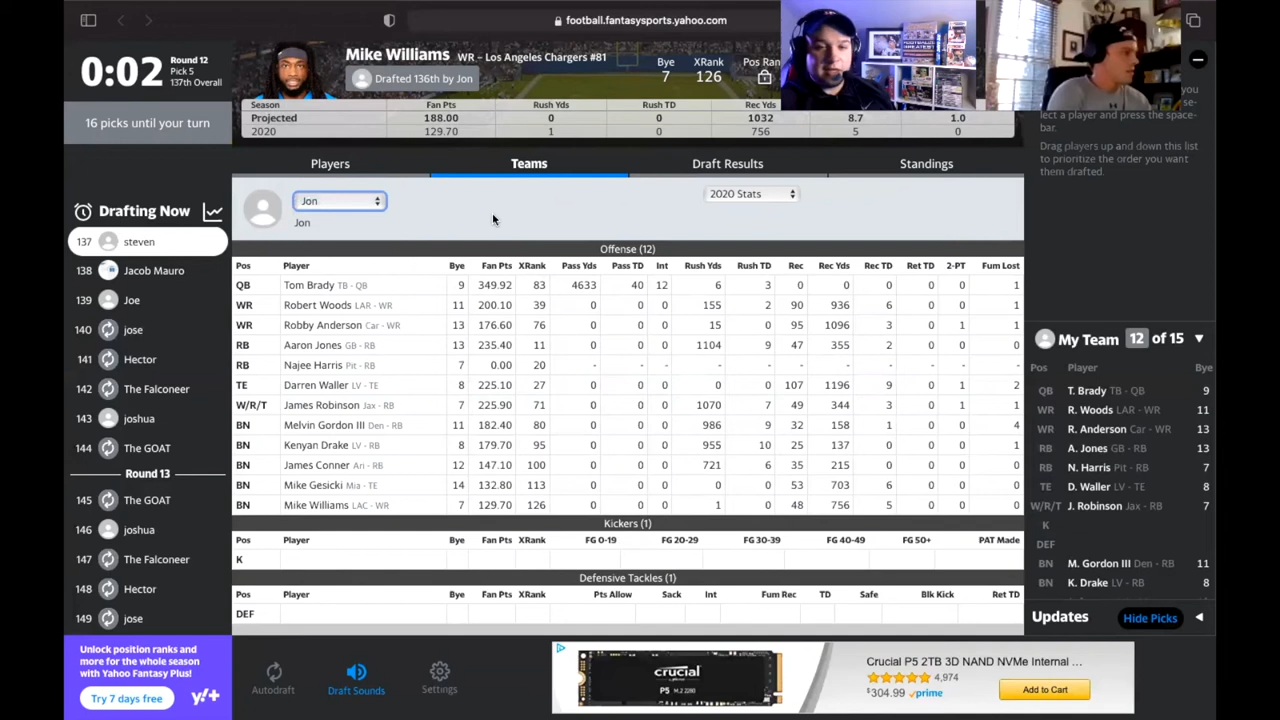 football.fantasysports.yahoo.com
0:02
Round 12
Pick 5
137th Overall
16 picks until your turn
Mike Williams WR - Los Angeles Chargers #81
Drafted 136th by Jon
Bye
7
XRank
126
Pos Ran
Season Fan Pts Rush Yds Rush TD Rec Yds
Projected 188.00 0 0 1032 8.7 1.0
2020 129.70 1 0 756 5 0
you
se-
lect a player and press the space-
bar.
Drag players up and down this list
to prioritize the order you want
them drafted.
Players Teams Draft Results Standings
Jon
Jon
2020 Stats
Drafting Now
137 steven
138 Jacob Mauro
139 Joe
140 jose
141 Hector
142 The Falconeer
143 joshua
144 The GOAT
Round 13
145 The GOAT
146 joshua
147 The Falconeer
148 Hector
149 jose
Offense (12)
Pos Player Bye Fan Pts XRank Pass Yds Pass TD Int Rush Yds Rush TD Rec Rec Yds Rec TD Ret TD 2-PT Fum Lost
QB Tom Brady TB - QB 9 349.92 83 4633 40 12 6 3 0 0 0 0 0 1
WR Robert Woods LAR - WR 11 200.10 39 0 0 0 155 2 90 936 6 0 0 1
WR Robby Anderson Car - WR 13 176.60 76 0 0 0 15 0 95 1096 3 0 1 1
RB Aaron Jones GB - RB 13 235.40 11 0 0 0 1104 9 47 355 2 0 0 0
RB Najee Harris Pit - RB 7 0.00 20 - - - - - - - - - - -
TE Darren Waller LV - TE 8 225.10 27 0 0 0 0 0 107 1196 9 0 1 2
W/R/T James Robinson Jax - RB 7 225.90 71 0 0 0 1070 7 49 344 3 0 1 1
BN Melvin Gordon III Den - RB 11 182.40 80 0 0 0 986 9 32 158 1 0 0 4
BN Kenyan Drake LV - RB 8 179.70 95 0 0 0 955 10 25 137 0 0 0 1
BN James Conner Ari - RB 12 147.10 100 0 0 0 721 6 35 215 0 0 0 0
BN Mike Gesicki Mia - TE 14 132.80 113 0 0 0 0 0 53 703 6 0 0 0
BN Mike Williams LAC - WR 7 129.70 126 0 0 0 1 0 48 756 5 0 0 0
Kickers (1)
Pos Player Bye Fan Pts XRank FG 0-19 FG 20-29 FG 30-39 FG 40-49 FG 50+ PAT Made
K
Defensive Tackles (1)
Pos Player Bye Fan Pts XRank Pts Allow Sack Int Fum Rec TD Safe Blk Kick Ret TD
DEF
My Team 12 of 15
Pos Player Bye
QB T. Brady TB - QB 9
WR R. Woods LAR - WR 11
WR R. Anderson Car - WR 13
RB A. Jones GB - RB 13
RB N. Harris Pit - RB 7
TE D. Waller LV - TE 8
W/R/T J. Robinson Jax - RB 7
K
DEF
BN M. Gordon III Den - RB 11
BN K. Drake LV - RB 8
Updates Hide Picks
Unlock position ranks and
more for the whole season
with Yahoo Fantasy Plus!
Try 7 days free
y!+
Autodraft
Draft Sounds
Settings
crucial
P5 M.2 2280
Crucial P5 2TB 3D NAND NVMe Internal ...
4,974
$304.99 prime
Add to Cart